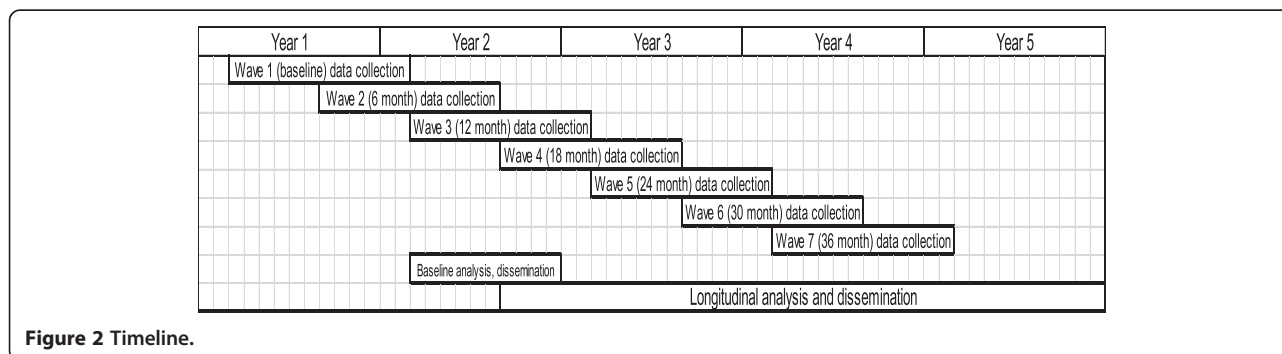 Year 1 Year 2 Year 3 Year 4 Year 5
Wave 1 (baseline) data collection
Wave 2 (6 month) data collection
Wave 3 (12 month) data collection
Wave 4 (18 month) data collection
Wave 5 (24 month) data collection
Wave 6 (30 month) data collection
Wave 7 (36 month) data collection
Baseline analysis, dissemination
Longitudinal analysis and dissemination
Figure 2 Timeline.